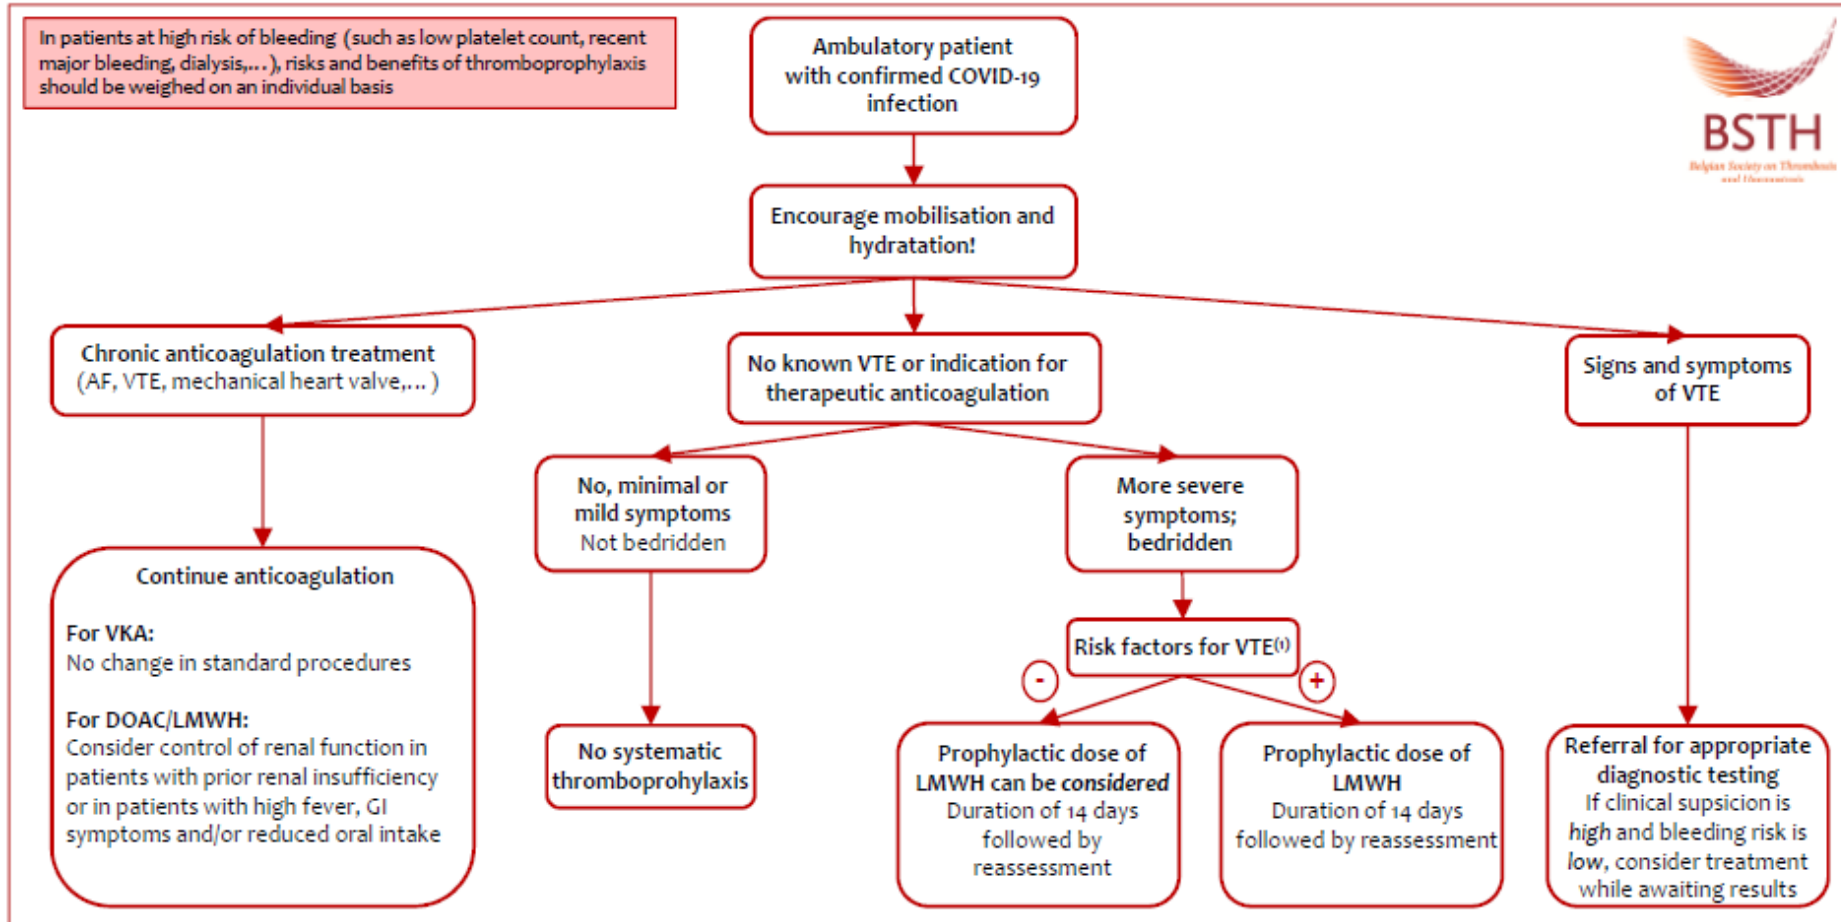 In patients at high risk of bleeding (such as low platelet count, recent
major bleeding, dialysis,...), risks and benefits of thromboprophylaxis
should be weighed on an individual basis
Ambulatory patient
with confirmed COVID-19
infection
BSTH
Belgian Society on Thrombosis
and Haemostasis
Encourage mobilisation and
hydratation!
Chronic anticoagulation treatment
(AF, VTE, mechanical heart valve,... )
No known VTE or indication for
therapeutic anticoagulation
Signs and symptoms
of VTE
No, minimal or
mild symptoms
Not bedridden
More severe
symptoms;
bedridden
Continue anticoagulation
For VKA:
No change in standard procedures
For DOAC/LMWH:
Consider control of renal function in
patients with prior renal insufficiency
or in patients with high fever, GI
symptoms and/or reduced oral intake
Risk factors for VTE(1)
-
+
No systematic
thromboprohylaxis
Prophylactic dose of
LMWH can be considered
Duration of 14 days
followed by
reassessment
Prophylactic dose of
LMWH
Duration of 14 days
followed by reassessment
Referral for appropriate
diagnostic testing
If clinical supsicion is
high and bleeding risk is
low, consider treatment
while awaiting results